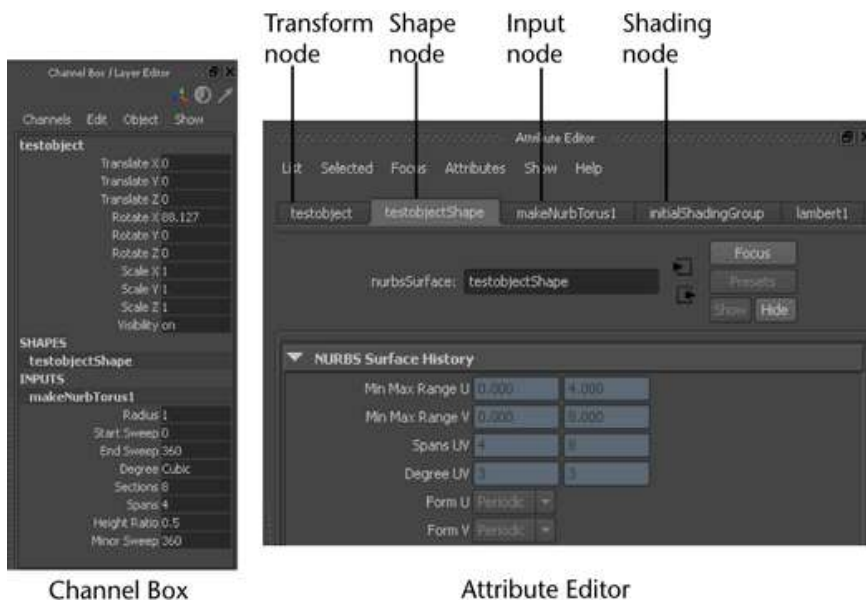 Transform node
Shape node
Input node
Shading node
Channel Box / Layer Editor
Channels Edit Object Show
testobject
Translate X 0
Translate Y 0
Translate Z 0
Rotate X 88.127
Rotate Y 0
Rotate Z 0
Scale X 1
Scale Y 1
Scale Z 1
Visibility on
SHAPES
testobjectShape
INPUTS
makeNurbTorus1
Radius 1
Start Sweep 0
End Sweep 360
Degree Cubic
Sections 8
Spans 4
Height Ratio 0.5
Minor Sweep 360
Channel Box
Attribute Editor
List Selected Focus Attributes Show Help
testobject testobjectShape makeNurbTorus1 initialShadingGroup lambert1
nurbsSurface: testobjectShape
Focus
Presets
Show Hide
NURBS Surface History
Min Max Range U 0.000 4.000
Min Max Range V 0.000 8.000
Spans UV 4 8
Degree UV 3 3
Form U Periodic
Form V Periodic
Attribute Editor